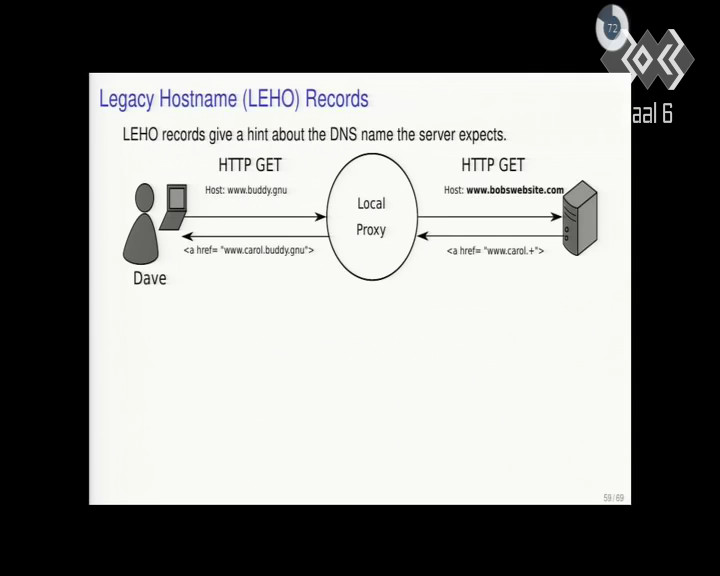 72
aal 6
Legacy Hostname (LEHO) Records
LEHO records give a hint about the DNS name the server expects.
HTTP GET
HTTP GET
Host: www.buddy.gnu
Host: www.bobswebsite.com
Local
Proxy
<a href= "www.carol.buddy.gnu">
<a href= "www.carol.+">
Dave
59/69